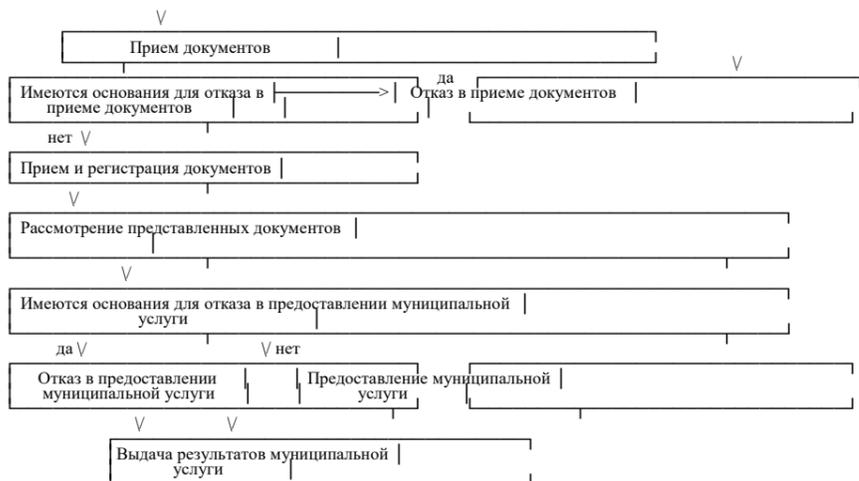 Прием документов
да
Имеются основания для отказа в Отказ в приеме документов
приеме документов
нет
Прием и регистрация документов
Рассмотрение представленных документов
Имеются основания для отказа в предоставлении муниципальной
услуги
да нет
Отказ в предоставлении Предоставление муниципальной
муниципальной услуги услуги
Выдача результатов муниципальной
услуги